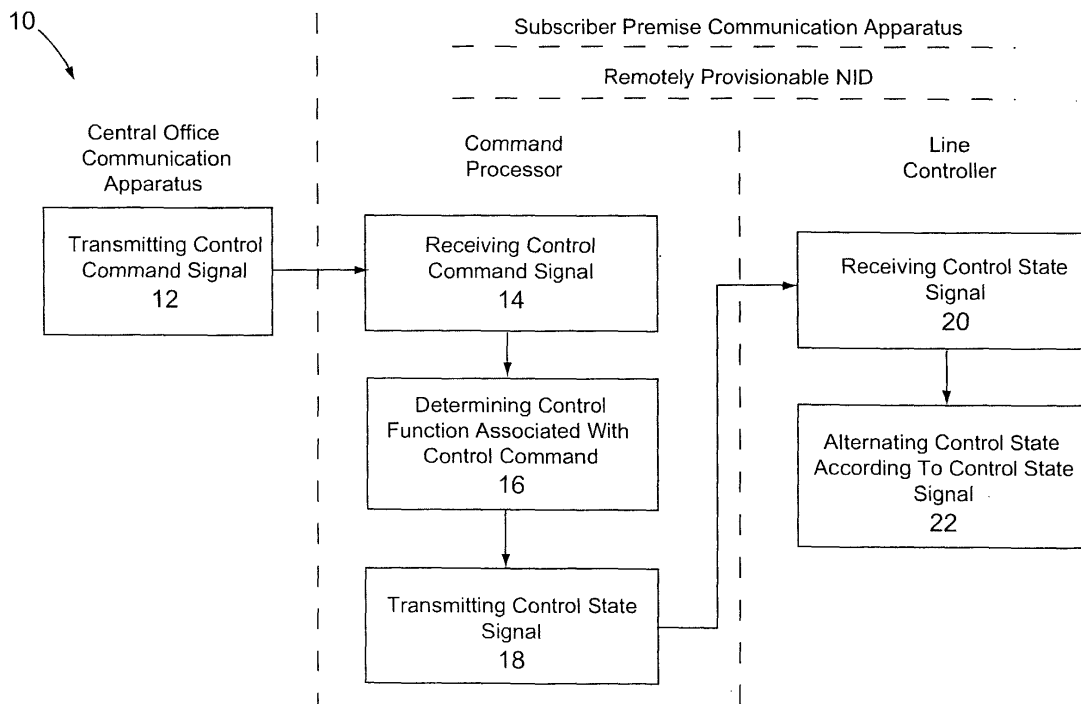 10
Subscriber Premise Communication Apparatus
Remotely Provisionable NID
Central Office
Communication
Apparatus
Command
Processor
Line
Controller
Transmitting Control
Command Signal
12
Receiving Control
Command Signal
14
Determining Control
Function Associated With
Control Command
16
Transmitting Control State
Signal
18
Receiving Control State
Signal
20
Alternating Control State
According To Control State
Signal
22